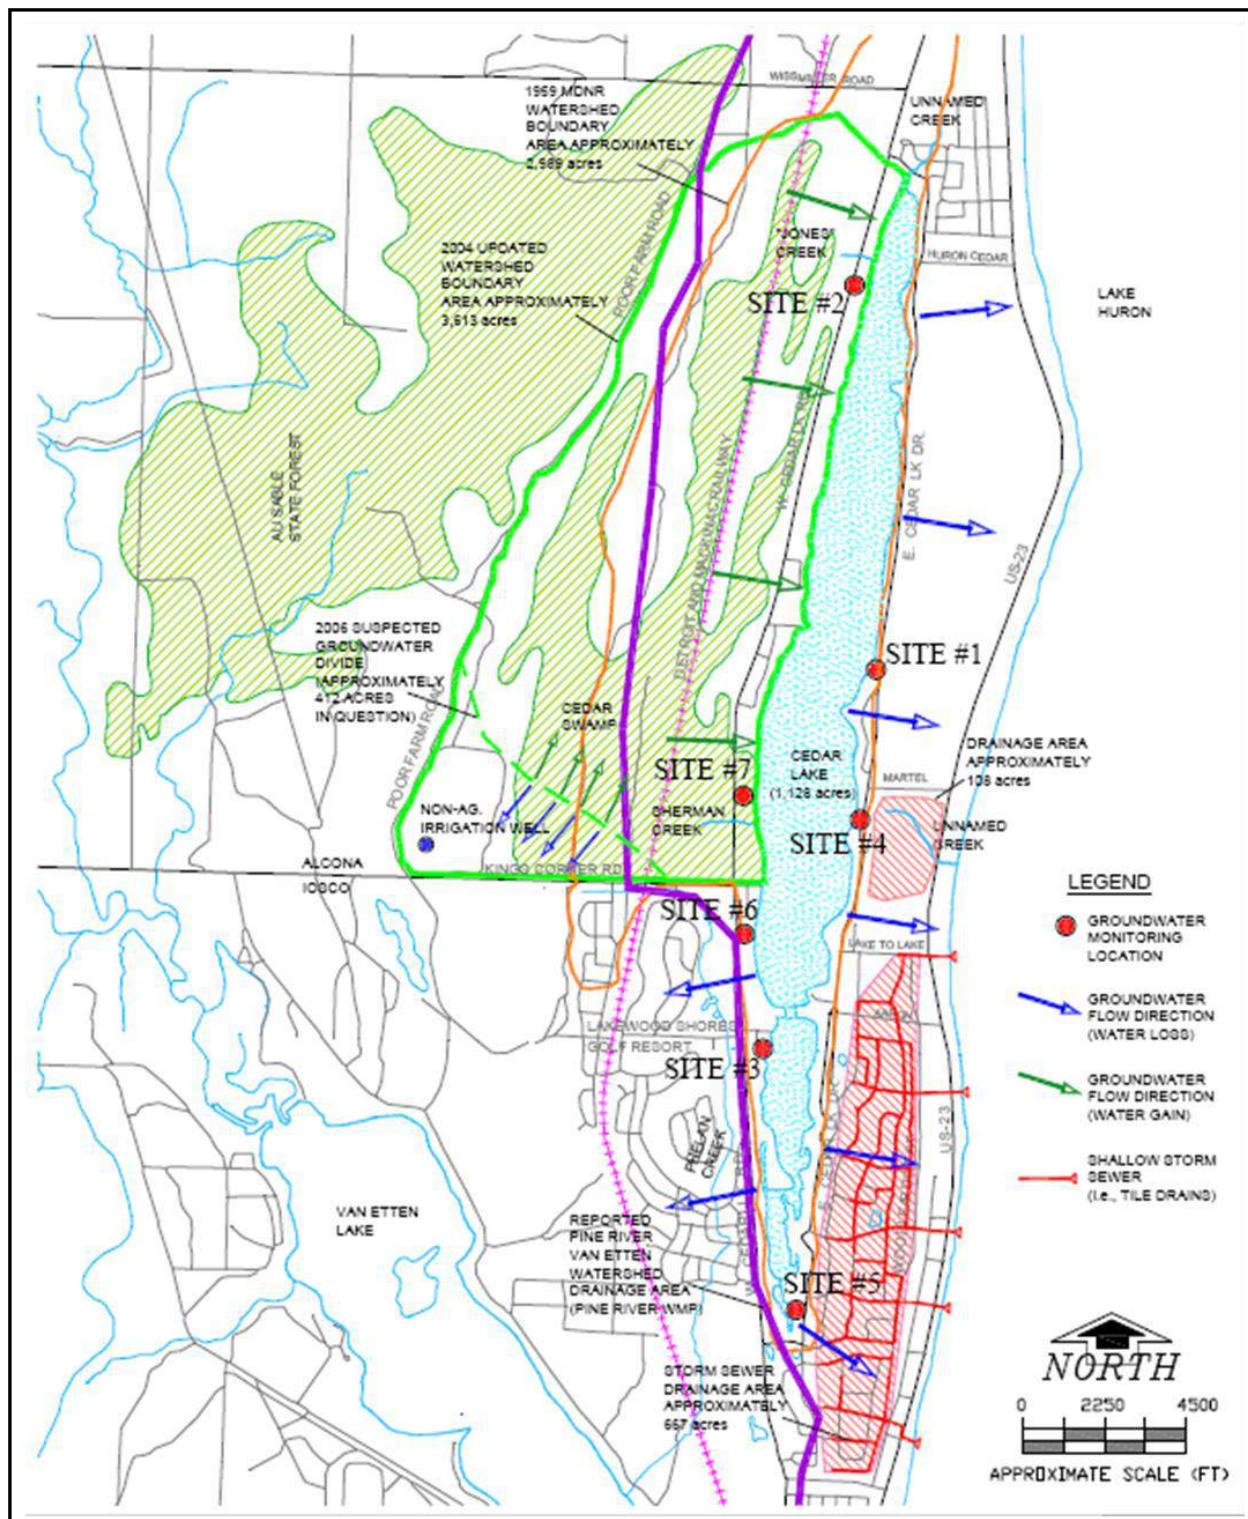 WISSMILLER ROAD
1989 MDNR
WATERSHED
BOUNDARY
AREA APPROXIMATELY
2,989 acres
UNNAMED
CREEK
POOR FARM ROAD
2004 UPDATED
WATERSHED
BOUNDARY
AREA APPROXIMATELY
3,613 acres
"JONES"
CREEK
HURON CEDAR
SITE #2
LAKE
HURON
AUSABLE
STATE FOREST
DETROIT AND MACKINAC RAILWAY
W. CEDAR LK DR.
E. CEDAR LK DR.
US-23
2006 SUSPECTED
GROUNDWATER
DIVIDE
(APPROXIMATELY
412 ACRES
IN QUESTION)
POOR FARM ROAD
SITE #1
CEDAR
SWAMP
CEDAR
LAKE
(1,128 acres)
DRAINAGE AREA
APPROXIMATELY
108 acres
MARTEL
SITE #7
NON-AG.
IRRIGATION WELL
SHERMAN
CREEK
SITE #4
UNNAMED
CREEK
ALCONA
IOSCO
KINGS CORNER RD
SITE #6
LAKE TO LAKE
LEGEND
GROUNDWATER
MONITORING
LOCATION
GROUNDWATER
FLOW DIRECTION
(WATER LOSS)
GROUNDWATER
FLOW DIRECTION
(WATER GAIN)
SHALLOW STORM
SEWER
(i.e., TILE DRAINS)
LAKEWOOD SHORES
GOLF RESORT
SITE #3
PHELAN
CREEK
US-23
VAN ETTEN
LAKE
REPORTED
PINE RIVER
VAN ETTEN
WATERSHED
DRAINAGE AREA
(PINE RIVER WMP)
SITE #5
STORM SEWER
DRAINAGE AREA
APPROXIMATELY
667 acres
NORTH
0 2250 4500
APPROXIMATE SCALE (FT)